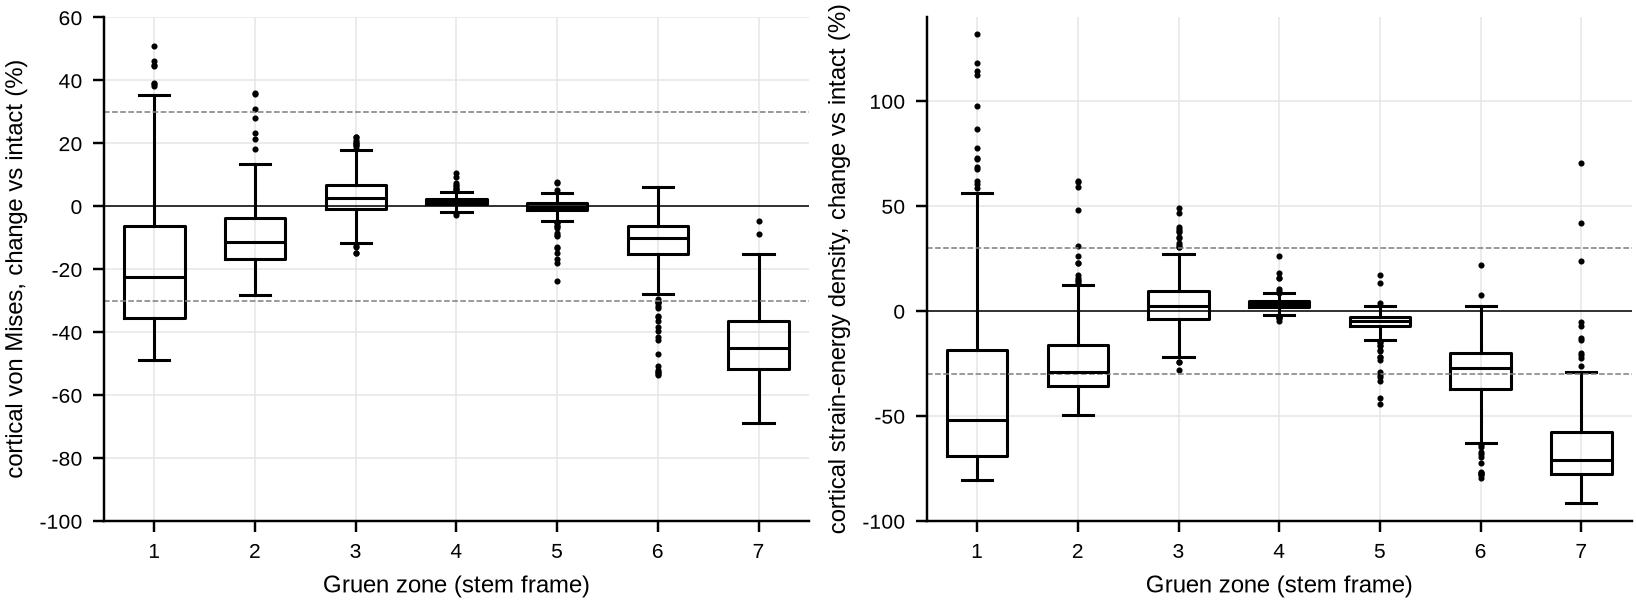 cortical von Mises, change vs intact (%)
60
40
20
0
-20
-40
-60
-80
-100
1 2 3 4 5 6 7
Gruen zone (stem frame)
cortical strain-energy density, change vs intact (%)
100
50
0
-50
-100
1 2 3 4 5 6 7
Gruen zone (stem frame)